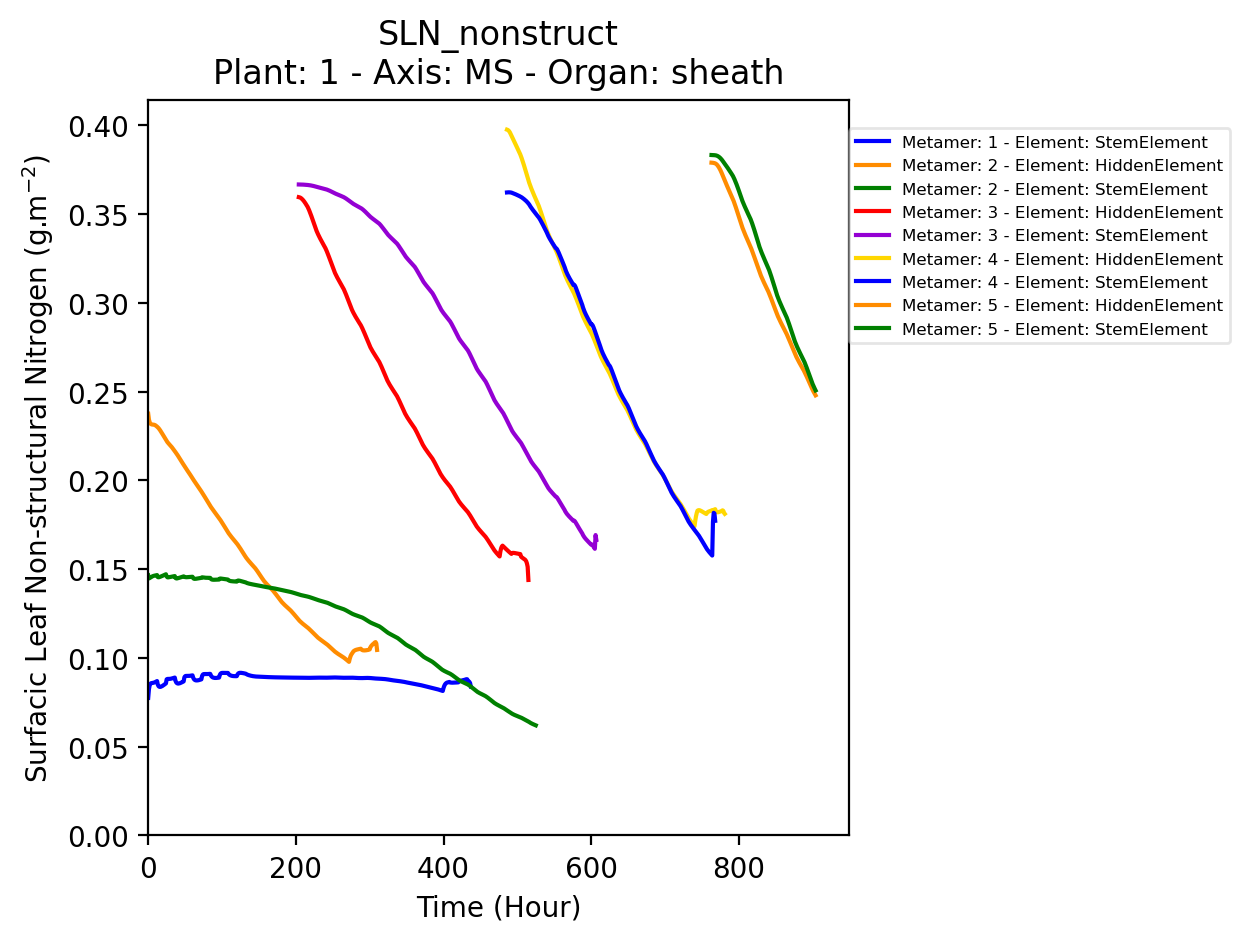 SLN_nonstruct
Plant: 1 - Axis: MS - Organ: sheath
Surfacic Leaf Non-structural Nitrogen (g.m⁻²)
0.40
0.35
0.30
0.25
0.20
0.15
0.10
0.05
0.00
0 200 400 600 800
Time (Hour)
Metamer: 1 - Element: StemElement
Metamer: 2 - Element: HiddenElement
Metamer: 2 - Element: StemElement
Metamer: 3 - Element: HiddenElement
Metamer: 3 - Element: StemElement
Metamer: 4 - Element: HiddenElement
Metamer: 4 - Element: StemElement
Metamer: 5 - Element: HiddenElement
Metamer: 5 - Element: StemElement